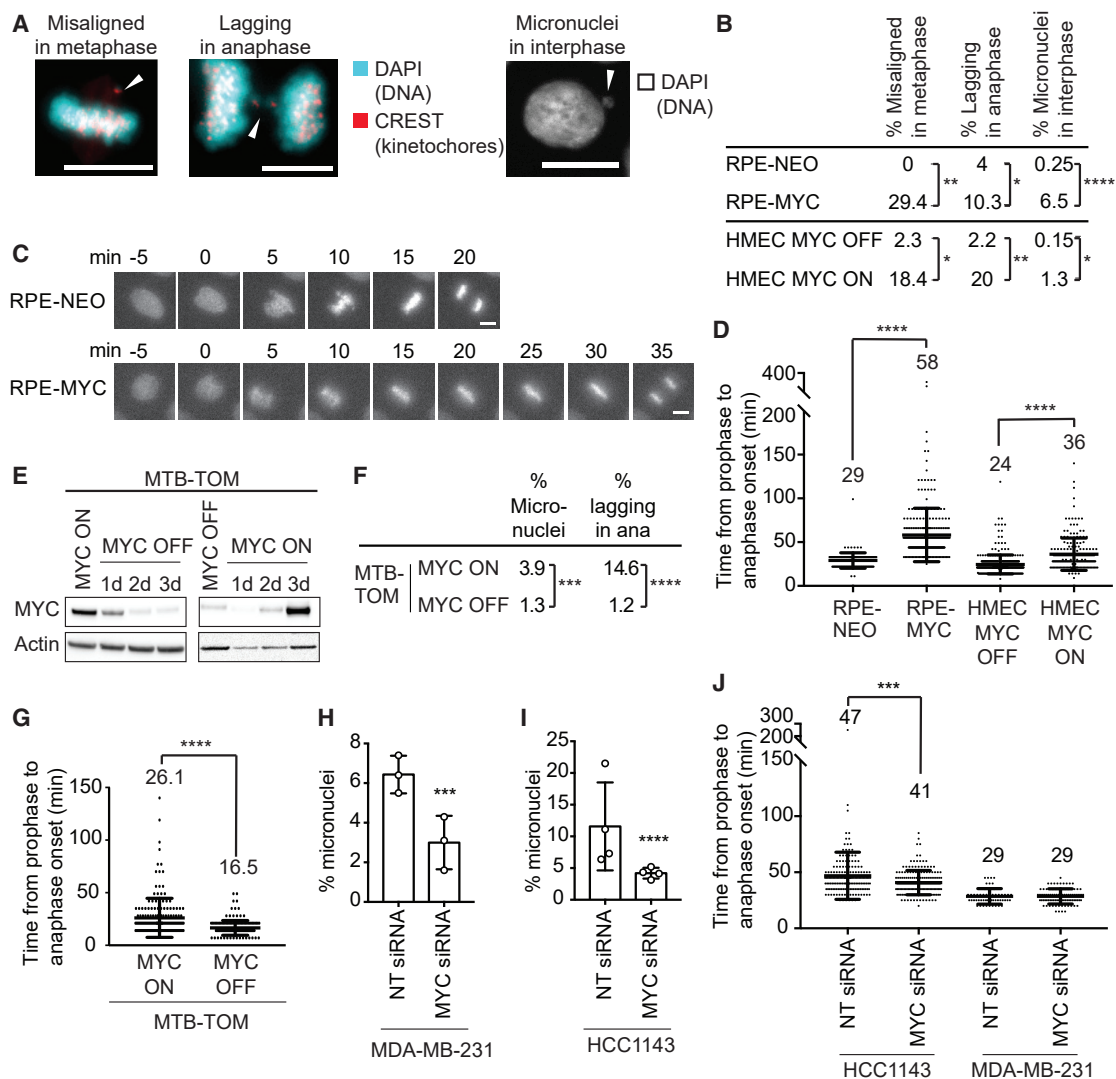 A
Misaligned
in metaphase
Lagging
in anaphase
DAPI
(DNA)
CREST
(kinetochores)
Micronuclei
in interphase
DAPI
(DNA)
B
% Misaligned
in metaphase
% Lagging
in anaphase
% Micronuclei
in interphase
RPE-NEO 0 4 0.25
** * ****
RPE-MYC 29.4 10.3 6.5
HMEC MYC OFF 2.3 2.2 0.15
* ** *
HMEC MYC ON 18.4 20 1.3
C
min -5 0 5 10 15 20
RPE-NEO
min -5 0 5 10 15 20 25 30 35
RPE-MYC
D
Time from prophase to
anaphase onset (min)
400
200
150
100
50
0
****
29
58
****
24
36
RPE-
NEO
RPE-
MYC
HMEC
MYC
OFF
HMEC
MYC
ON
E
MTB-TOM
MYC ON
MYC OFF
1d 2d 3d
MYC OFF
MYC ON
1d 2d 3d
MYC
Actin
F
%
Micro-
nuclei
%
lagging
in ana
MTB-
TOM
MYC ON 3.9 14.6
*** ****
MYC OFF 1.3 1.2
G
Time from prophase to
anaphase onset (min)
150
100
50
0
****
26.1
16.5
MYC
ON
MYC
OFF
MTB-TOM
H
% micronuclei
8
6
4
2
0
***
NT siRNA
MYC siRNA
MDA-MB-231
I
% micronuclei
25
20
15
10
5
0
****
NT siRNA
MYC siRNA
HCC1143
J
Time from prophase to
anaphase onset (min)
300
200
150
100
50
0
***
47
41
29
29
NT siRNA
MYC siRNA
NT siRNA
MYC siRNA
HCC1143
MDA-MB-231